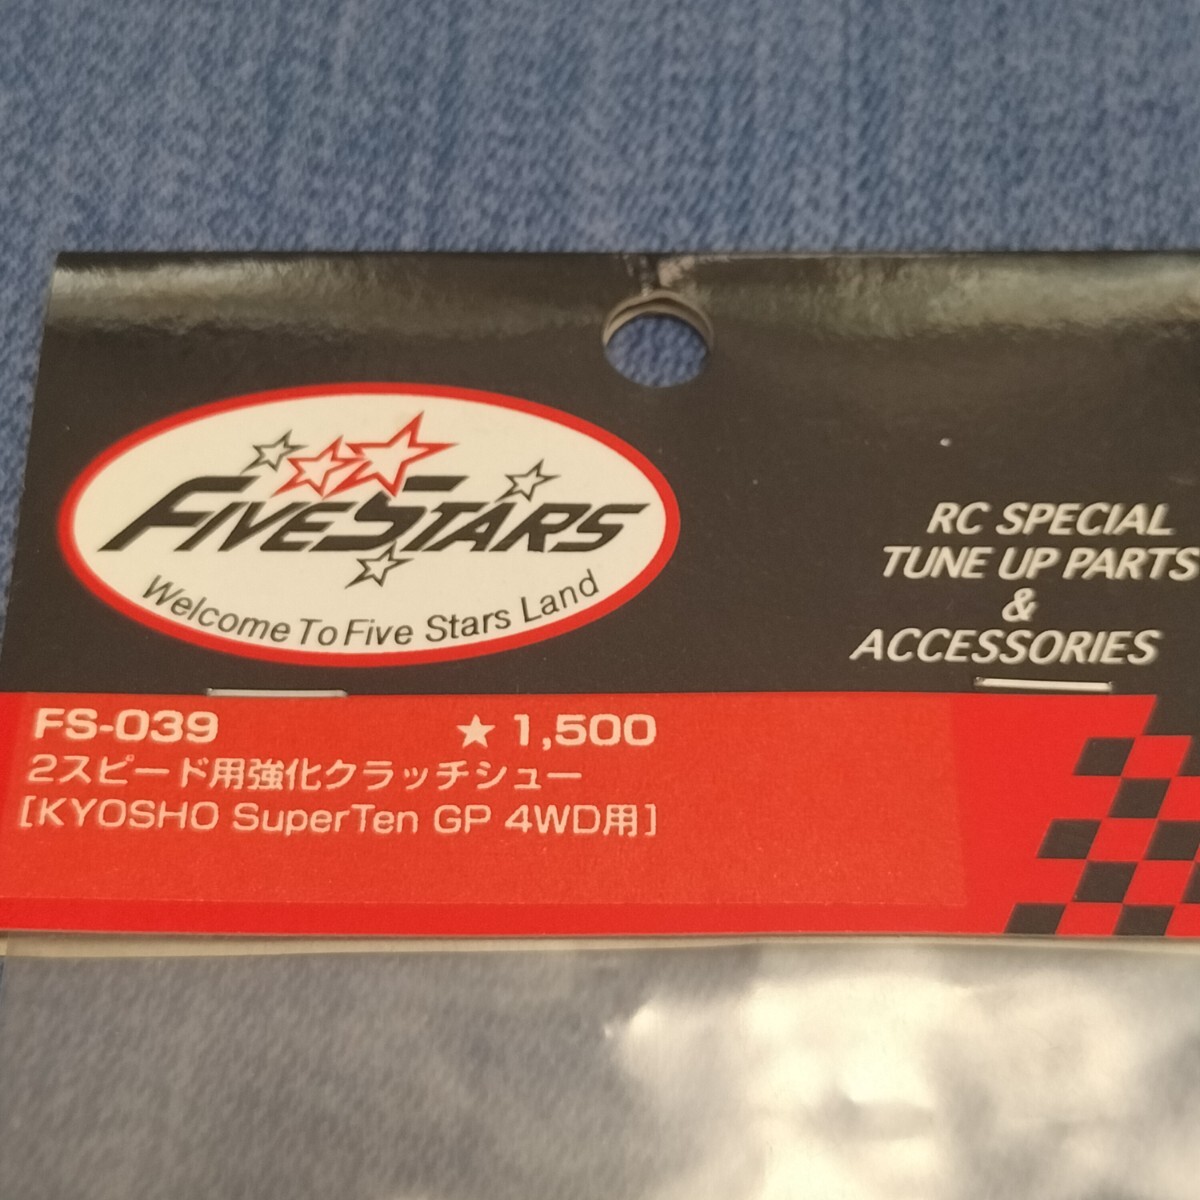 FIVESTARS
Welcome To Five Stars Land
RC SPECIAL
TUNE UP PARTS
&
ACCESSORIES
FS-039 ★ 1,500
2スピード用強化クラッチシュー
[KYOSHO SuperTen GP 4WD用]